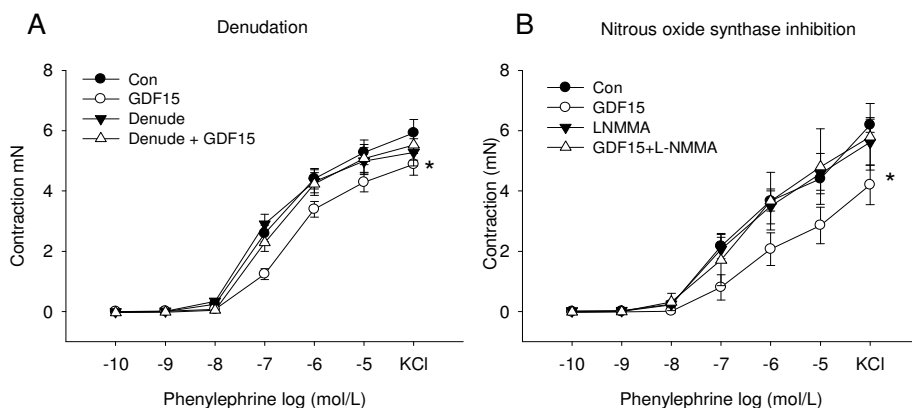 A
Denudation
Con
GDF15
Denude
Denude + GDF15
8
6
4
2
0
*
Contraction mN
-10 -9 -8 -7 -6 -5 KCl
Phenylephrine log (mol/L)
B
Nitrous oxide synthase inhibition
Con
GDF15
LNMMA
GDF15+L-NMMA
8
6
4
2
0
*
Contraction (mN)
-10 -9 -8 -7 -6 -5 KCl
Phenylephrine log (mol/L)